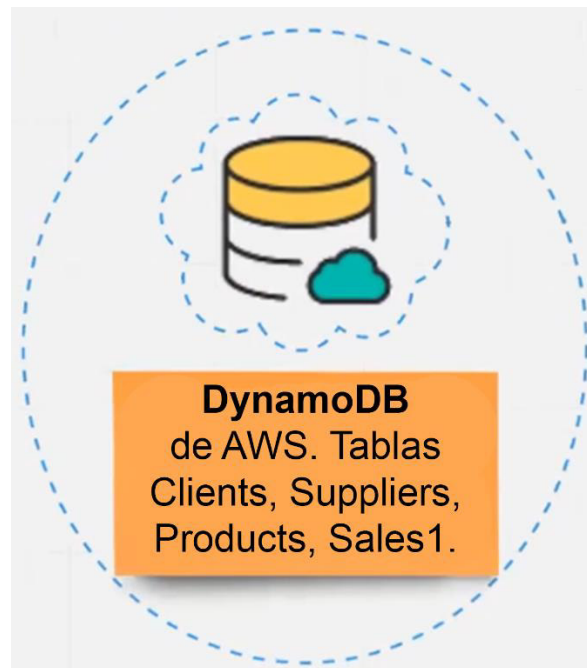 DynamoDB
de AWS. Tablas
Clients, Suppliers,
Products, Sales1.